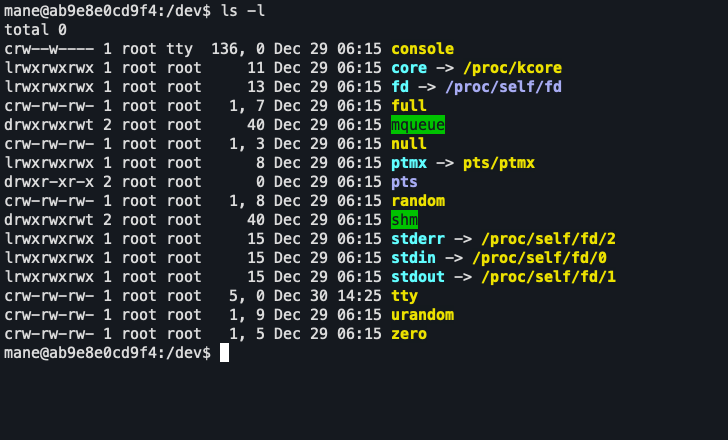 mane@ab9e8e0cd9f4:/dev$ ls -l
total 0
crw--w---- 1 root tty  136, 0 Dec 29 06:15 console
lrwxrwxrwx 1 root root     11 Dec 29 06:15 core -> /proc/kcore
lrwxrwxrwx 1 root root     13 Dec 29 06:15 fd -> /proc/self/fd
crw-rw-rw- 1 root root   1, 7 Dec 29 06:15 full
drwxrwxrwt 2 root root     40 Dec 29 06:15 mqueue
crw-rw-rw- 1 root root   1, 3 Dec 29 06:15 null
lrwxrwxrwx 1 root root      8 Dec 29 06:15 ptmx -> pts/ptmx
drwxr-xr-x 2 root root      0 Dec 29 06:15 pts
crw-rw-rw- 1 root root   1, 8 Dec 29 06:15 random
drwxrwxrwt 2 root root     40 Dec 29 06:15 shm
lrwxrwxrwx 1 root root     15 Dec 29 06:15 stderr -> /proc/self/fd/2
lrwxrwxrwx 1 root root     15 Dec 29 06:15 stdin -> /proc/self/fd/0
lrwxrwxrwx 1 root root     15 Dec 29 06:15 stdout -> /proc/self/fd/1
crw-rw-rw- 1 root root   5, 0 Dec 30 14:25 tty
crw-rw-rw- 1 root root   1, 9 Dec 29 06:15 urandom
crw-rw-rw- 1 root root   1, 5 Dec 29 06:15 zero
mane@ab9e8e0cd9f4:/dev$